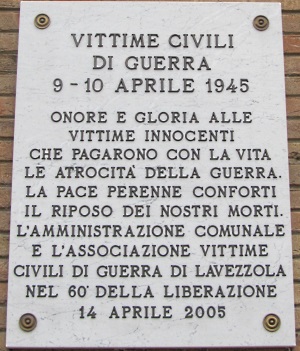 VITTIME CIVILI
DI GUERRA
9 - 10 APRILE 1945
ONORE E GLORIA ALLE
VITTIME INNOCENTI
CHE PAGARONO CON LA VITA
LE ATROCITA' DELLA GUERRA.
LA PACE PERENNE CONFORTI
IL RIPOSO DEI NOSTRI MORTI.
L'AMMINISTRAZIONE COMUNALE
E L'ASSOCIAZIONE VITTIME
CIVILI DI GUERRA DI LAVEZZOLA
NEL 60° DELLA LIBERAZIONE
14 APRILE 2005